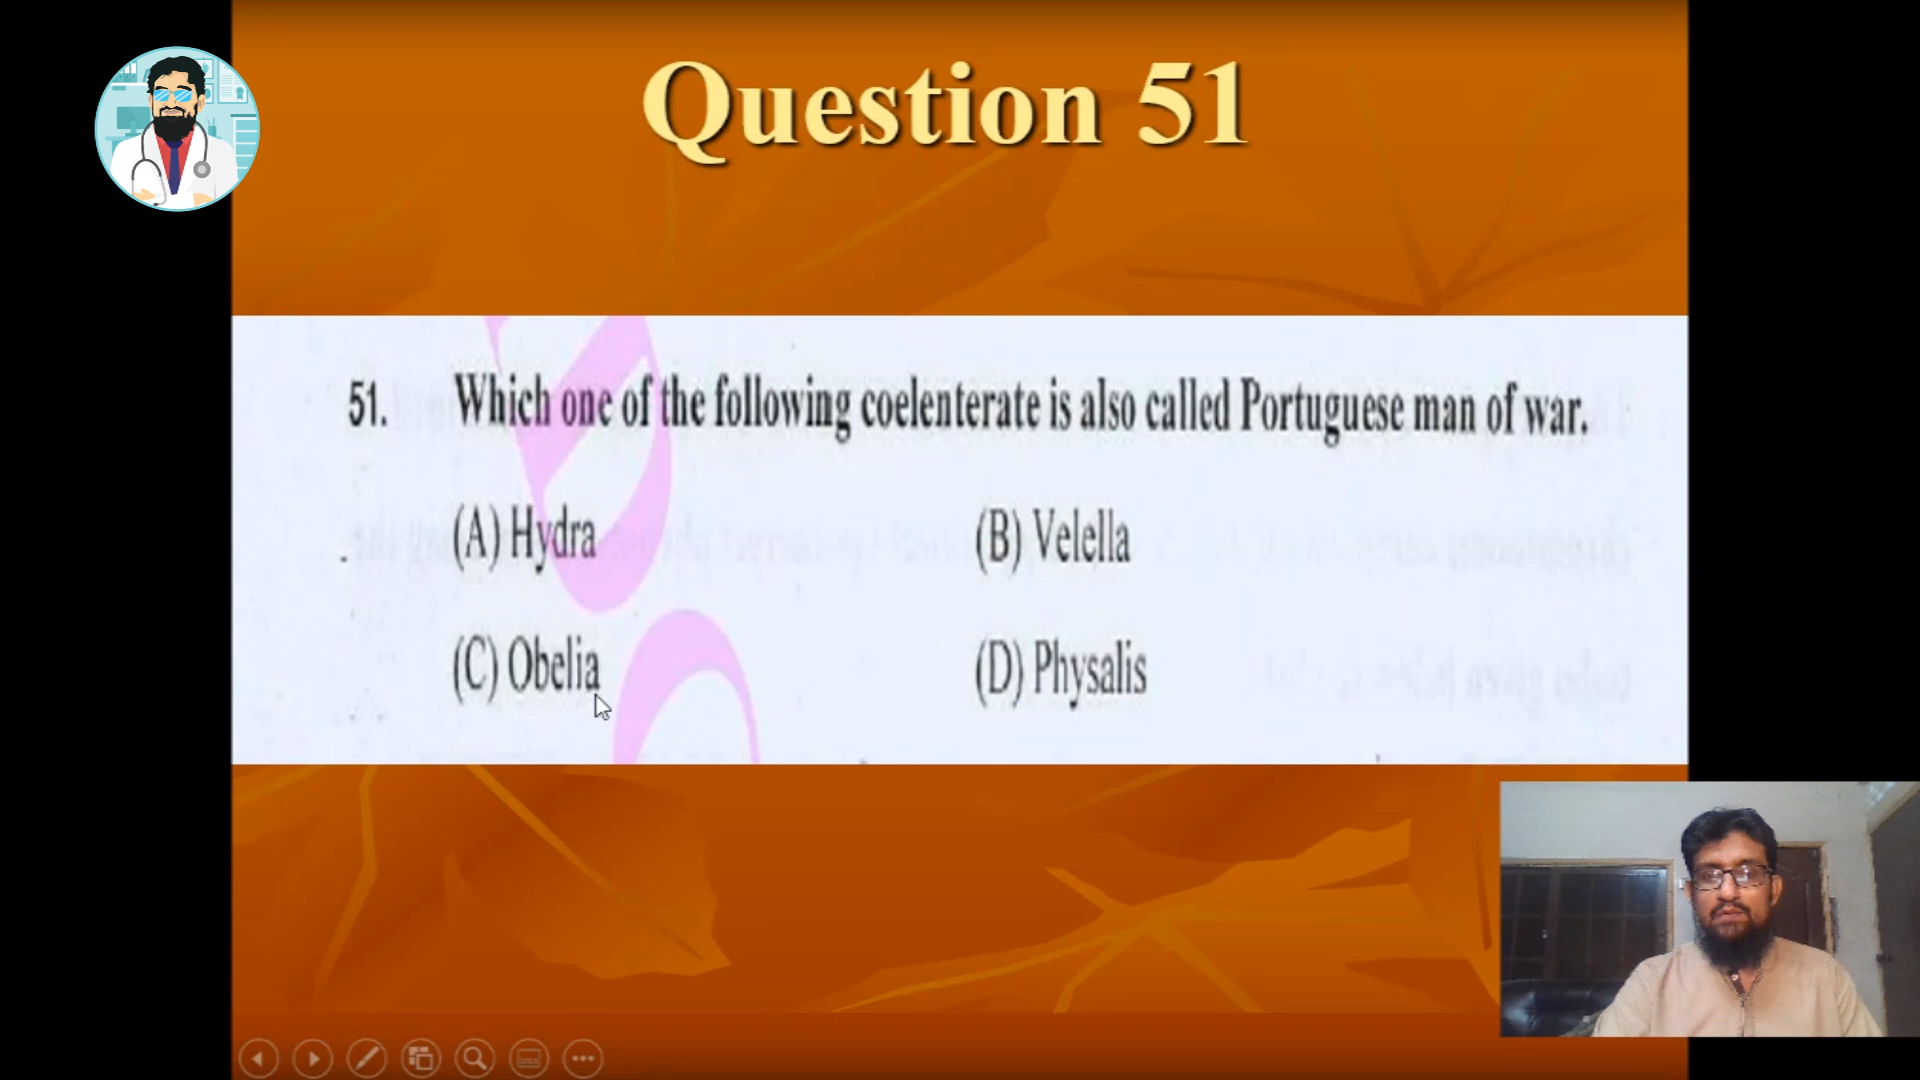 Question 51
51. Which one of the following coelenterate is also called Portuguese man of war.
(A) Hydra (B) Velella
(C) Obelia (D) Physalis